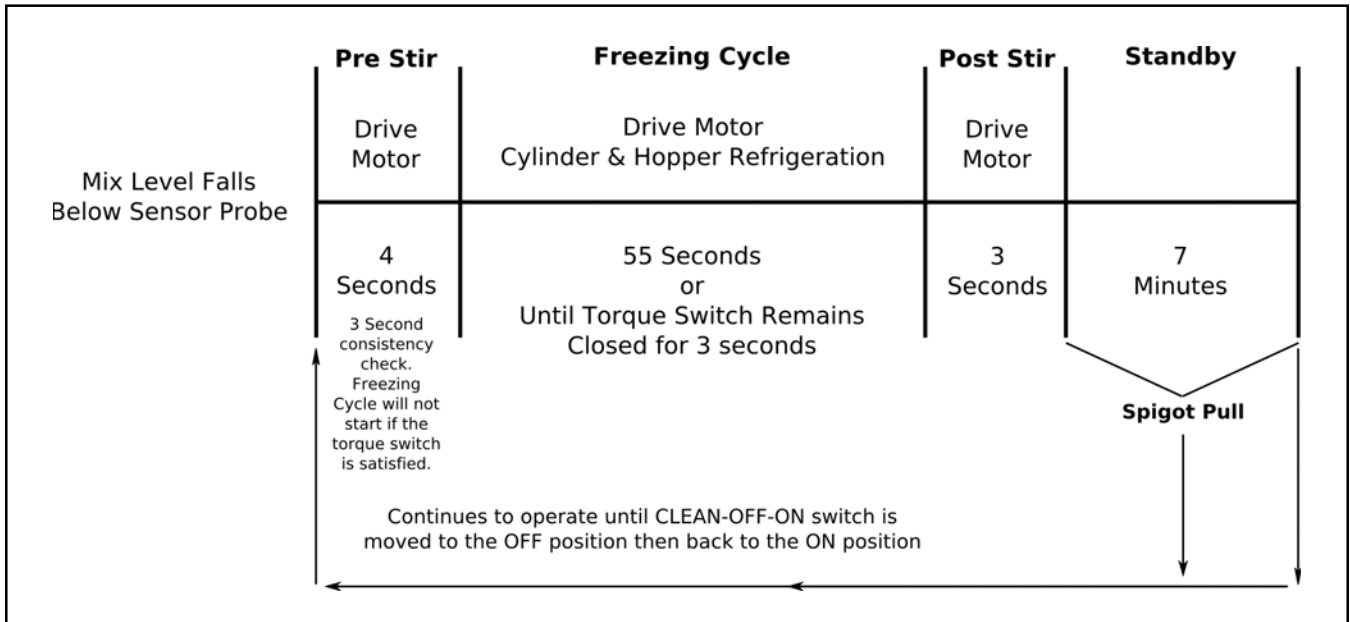 Pre Stir
Freezing Cycle
Post Stir
Standby
Mix Level Falls
Below Sensor Probe
Drive
Motor
Drive Motor
Cylinder & Hopper Refrigeration
Drive
Motor
4
Seconds
3 Second
consistency
check.
Freezing
Cycle will not
start if the
torque switch
is satisfied.
55 Seconds
or
Until Torque Switch Remains
Closed for 3 seconds
3
Seconds
7
Minutes
Spigot Pull
Continues to operate until CLEAN-OFF-ON switch is
moved to the OFF position then back to the ON position